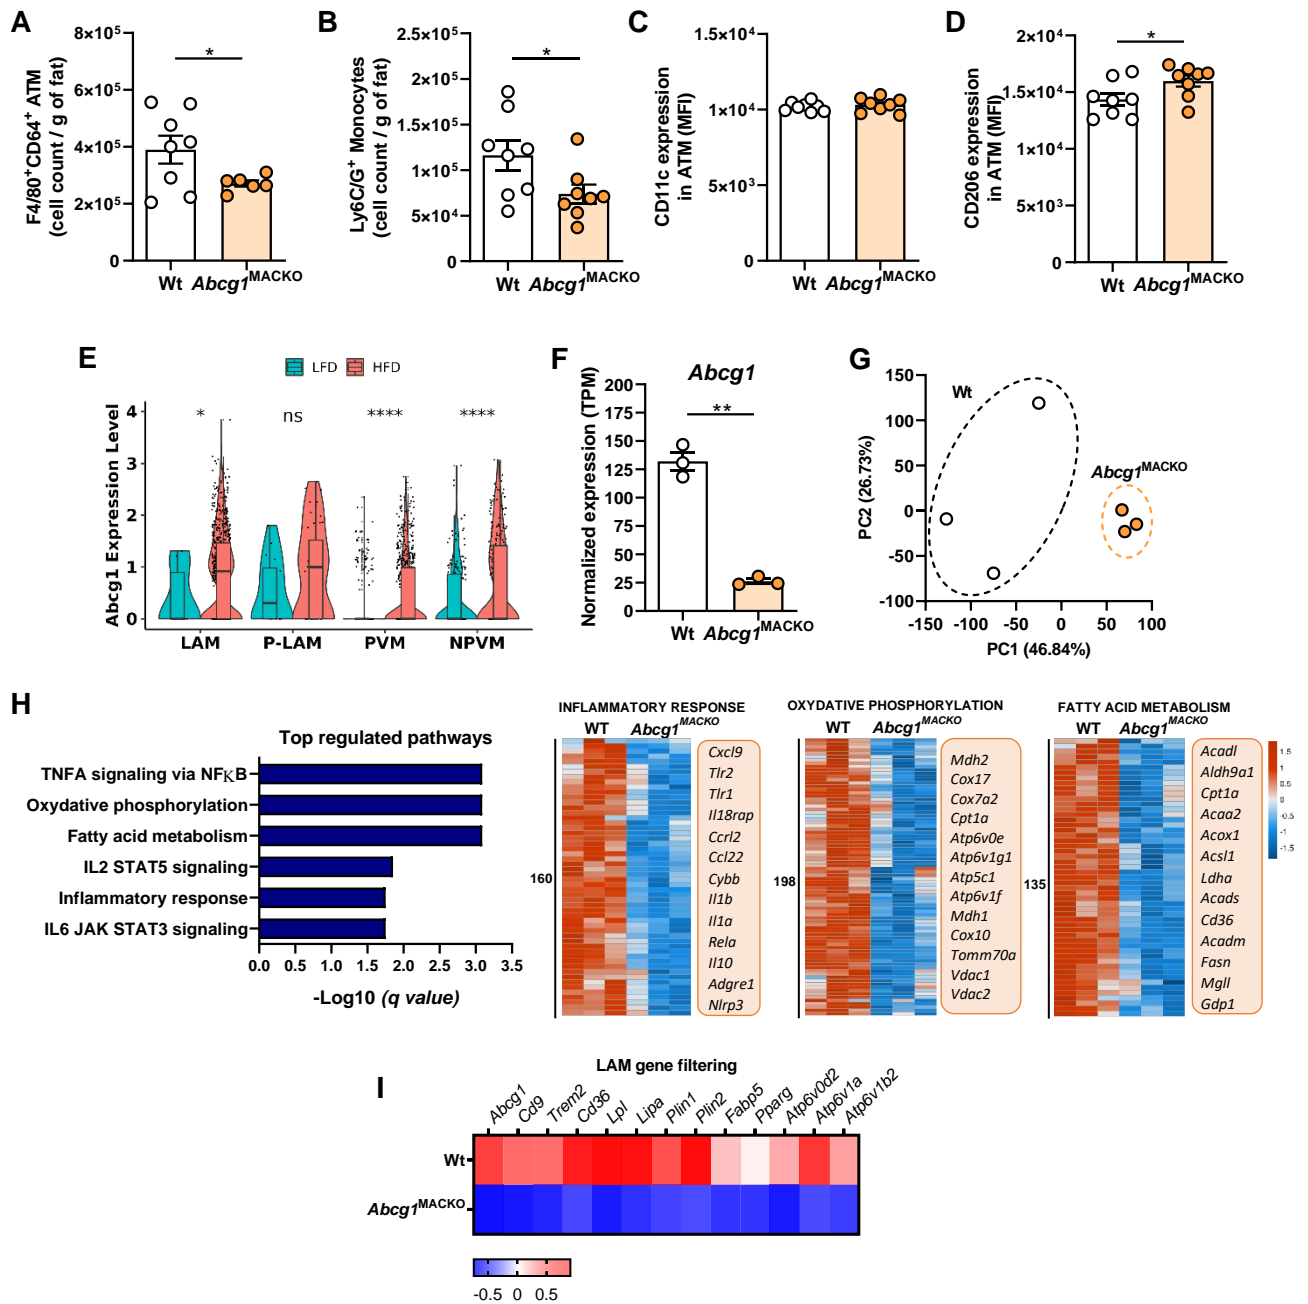 A
F4/80⁺CD64⁺ ATM
(cell count / g of fat)
8×10⁵
6×10⁵
4×10⁵
2×10⁵
0
*
Wt Abcg1ᴹᴬᶜᴷᴼ
B
Ly6C/G⁺ Monocytes
(cell count / g of fat)
2.5×10⁵
2×10⁵
1.5×10⁵
1×10⁵
5×10⁴
0
*
Wt Abcg1ᴹᴬᶜᴷᴼ
C
CD11c expression
in ATM (MFI)
1.5×10⁴
1×10⁴
5×10³
0
Wt Abcg1ᴹᴬᶜᴷᴼ
D
CD206 expression
in ATM (MFI)
2×10⁴
1.5×10⁴
1×10⁴
5×10³
0
*
Wt Abcg1ᴹᴬᶜᴷᴼ
E
LFD HFD
Abcg1 Expression Level
4
3
2
1
0
* ns **** ****
LAM P-LAM PVM NPVM
F
Abcg1
Normalized expression (TPM)
200
175
150
125
100
75
50
25
0
**
Wt Abcg1ᴹᴬᶜᴷᴼ
G
PC2 (26.73%)
150
100
50
0
-50
-100
Wt
Abcg1ᴹᴬᶜᴷᴼ
-150 -100 -50 0 50 100
PC1 (46.84%)
H
Top regulated pathways
TNFA signaling via NFΚB
Oxydative phosphorylation
Fatty acid metabolism
IL2 STAT5 signaling
Inflammatory response
IL6 JAK STAT3 signaling
0.0 0.5 1.0 1.5 2.0 2.5 3.0 3.5
-Log10 (q value)
INFLAMMATORY RESPONSE
WT Abcg1ᴹᴬᶜᴷᴼ
160
Cxcl9
Tlr2
Tlr1
Il18rap
Ccrl2
Ccl22
Cybb
Il1b
Il1a
Rela
Il10
Adgre1
Nlrp3
OXYDATIVE PHOSPHORYLATION
WT Abcg1ᴹᴬᶜᴷᴼ
198
Mdh2
Cox17
Cox7a2
Cpt1a
Atp6v0e
Atp6v1g1
Atp5c1
Atp6v1f
Mdh1
Cox10
Tomm70a
Vdac1
Vdac2
FATTY ACID METABOLISM
WT Abcg1ᴹᴬᶜᴷᴼ
135
Acadl
Aldh9a1
Cpt1a
Acaa2
Acox1
Acsl1
Ldha
Acads
Cd36
Acadm
Fasn
Mgll
Gdp1
1.5
1
0.5
0
-0.5
-1
-1.5
I
LAM gene filtering
Abcg1 Cd9 Trem2 Cd36 Lpl Lipa Plin1 Plin2 Fabp5 Pparg Atp6v0d2 Atp6v1a Atp6v1b2
Wt
Abcg1ᴹᴬᶜᴷᴼ
-0.5 0 0.5